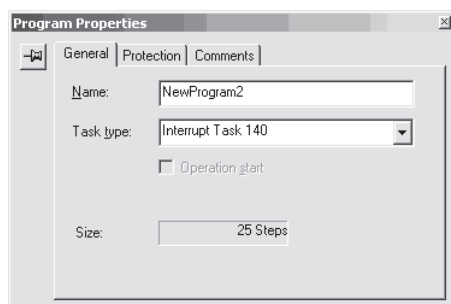 Program Properties
General Protection Comments
Name: NewProgram2
Task type: Interrupt Task 140
Operation start
Size: 25 Steps